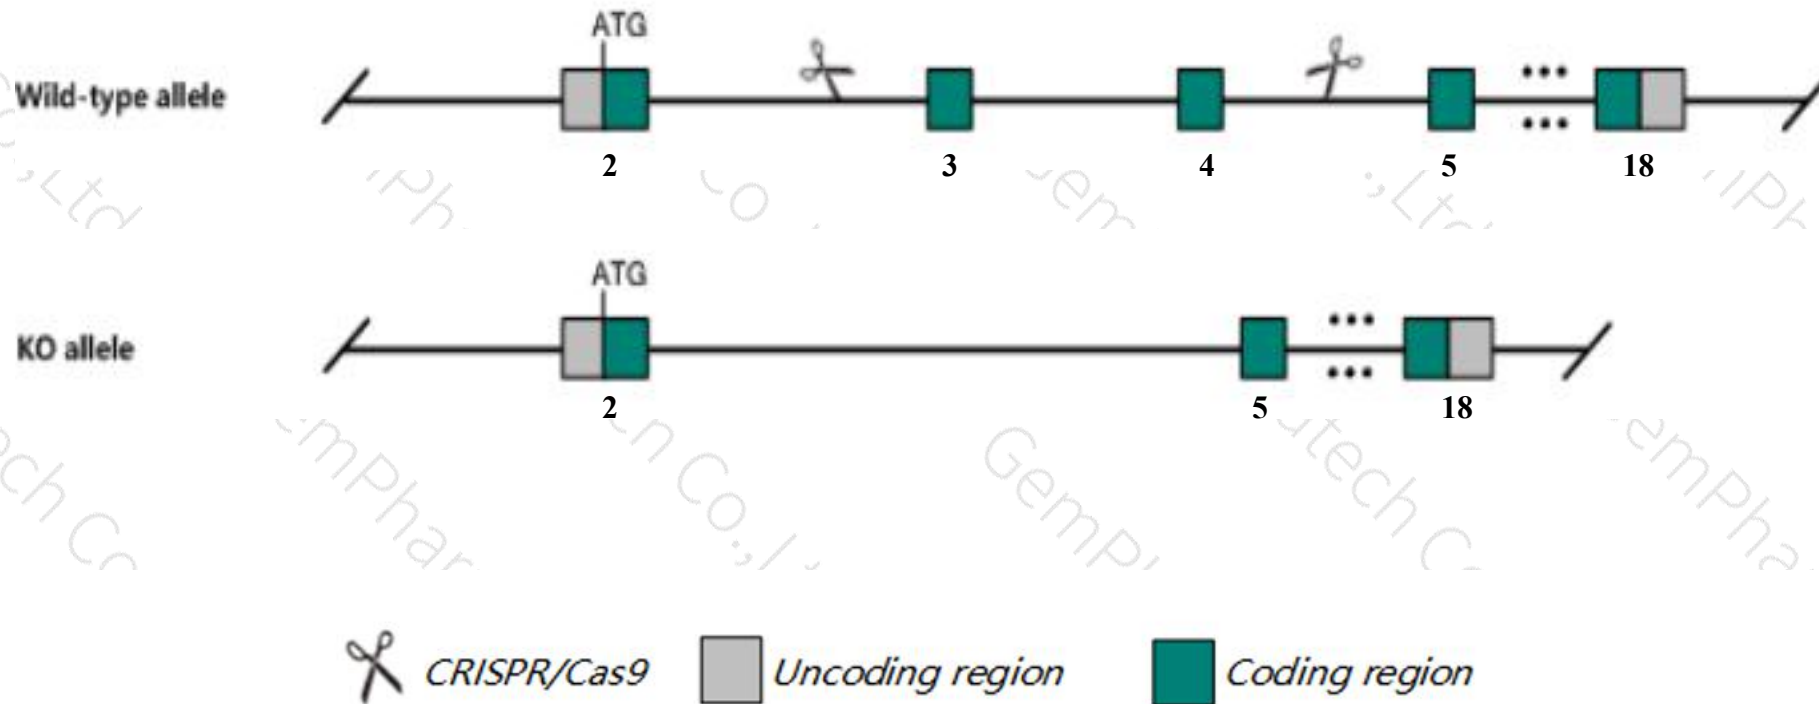 ATG
Wild-type allele
2 3 4 5 18
ATG
KO allele
2 5 18
CRISPR/Cas9 Uncoding region Coding region